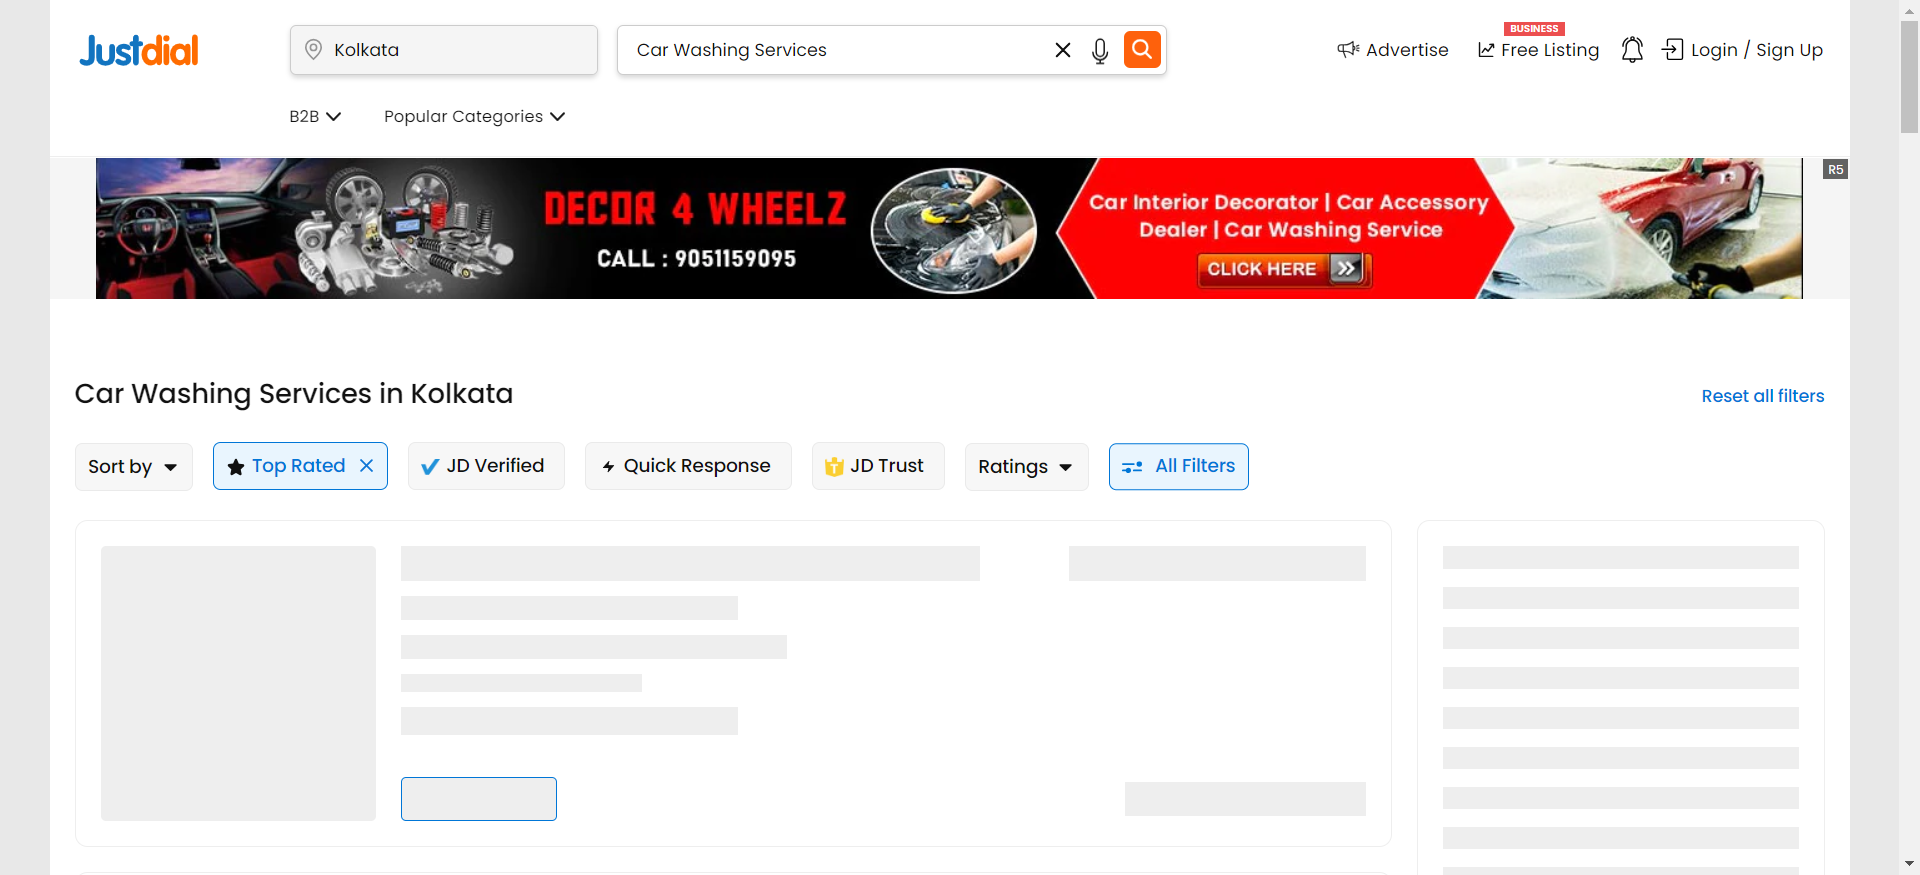 Justdial
Kolkata
Car Washing Services
Advertise
BUSINESS
Free Listing
Login / Sign Up
B2B
Popular Categories
DECOR 4 WHEELZ
CALL : 9051159095
Car Interior Decorator | Car Accessory
Dealer | Car Washing Service
CLICK HERE
R5
Car Washing Services in Kolkata
Reset all filters
Sort by
Top Rated
JD Verified
Quick Response
JD Trust
Ratings
All Filters